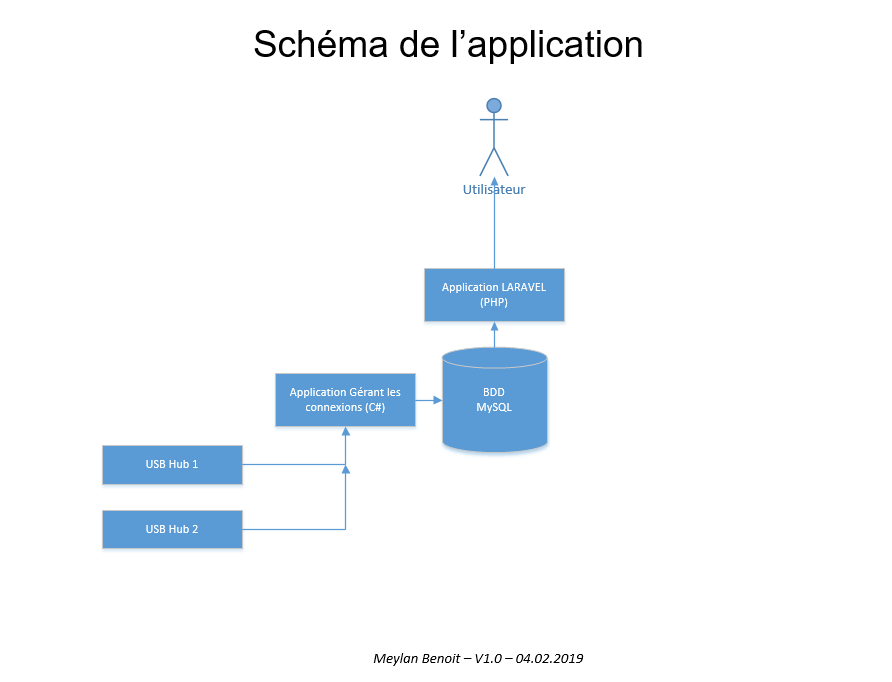 Schéma de l’application
Utilisateur
Application LARAVEL
(PHP)
Application Gérant les
connexions (C#)
BDD
MySQL
USB Hub 1
USB Hub 2
Meylan Benoit – V1.0 – 04.02.2019